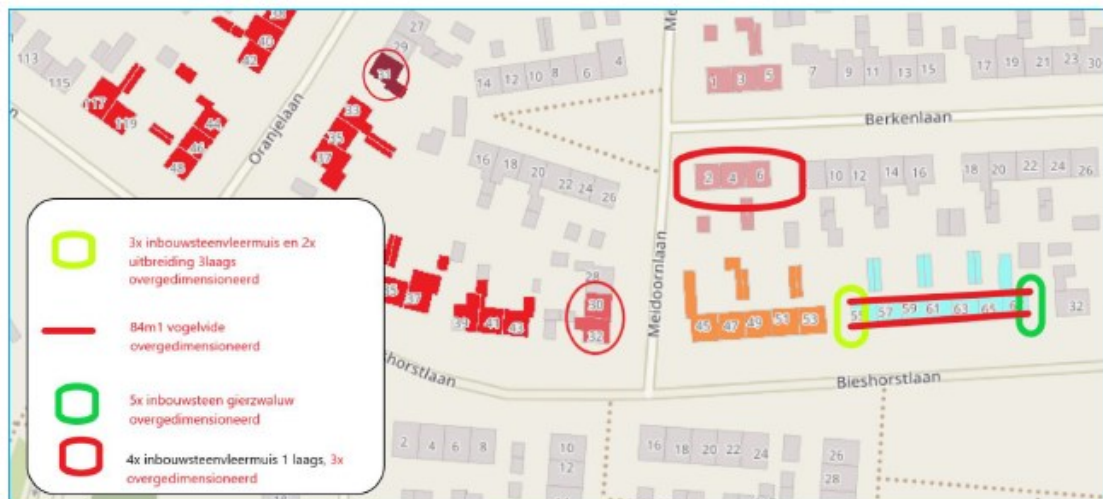 27
29
31
33
35
37
40
42
44
46
48
113
115
117
119
Oranjelaan
14 12 10 8 6 4
16 18 20 22 24 26
1 3 5
7 9 11 13 15
17 19 21 23 30
Berkenlaan
2 4 6
10 12 14 16
18 20 22 24 26
Meidoornlaan
28
30
32
37
39 41 43
45 47 49 51 53
55 57 59 61 63 65
32
Bieshorstlaan
shorstlaan
2 4 6 8
10
12
16 18 20 22 24
26
28
3x inbouwsteenvleermuis en 2x
uitbreiding 3laags
overgedimensioneerd
84m1 vogelvide
overgedimensioneerd
5x inbouwsteen gierzwaluw
overgedimensioneerd
4x inbouwsteenvleermuis 1 laags, 3x
overgedimensioneerd